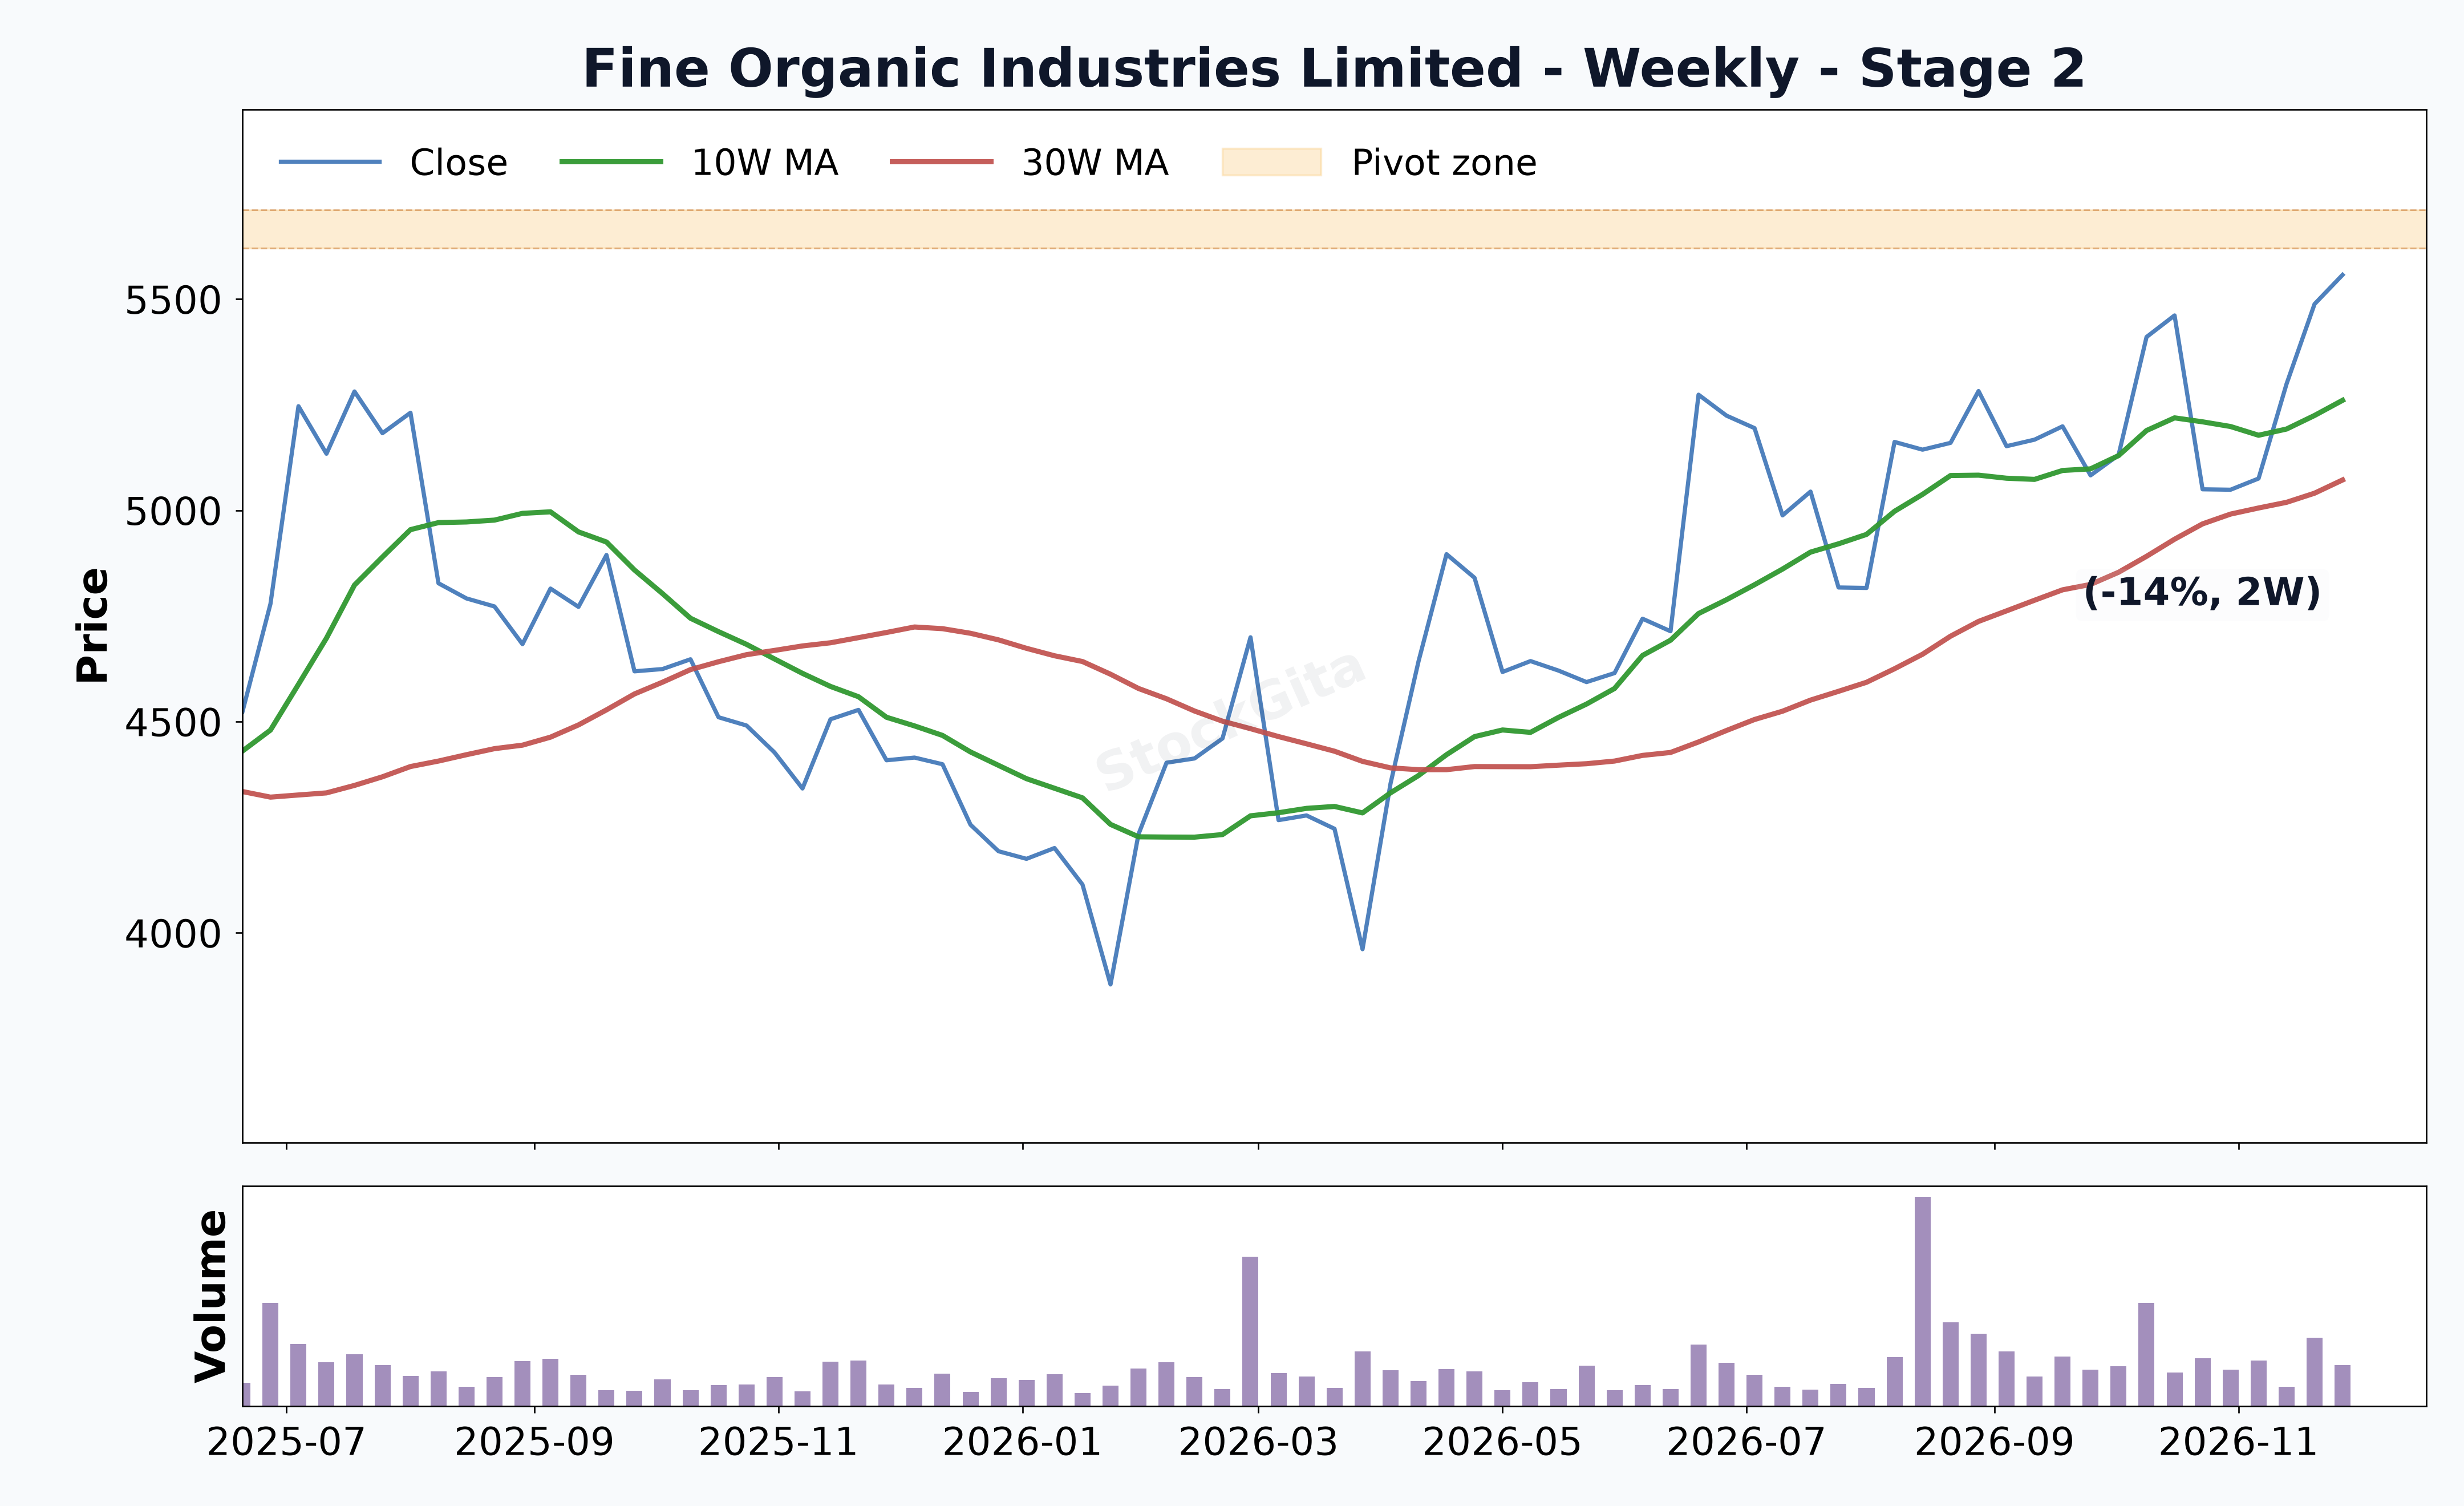 Fine Organic Industries Limited - Weekly - Stage 2
Close 10W MA 30W MA Pivot zone
5500
5000
4500
4000
Price
(-14%, 2W)
StockGita
Volume
2025-07 2025-09 2025-11 2026-01 2026-03 2026-05 2026-07 2026-09 2026-11